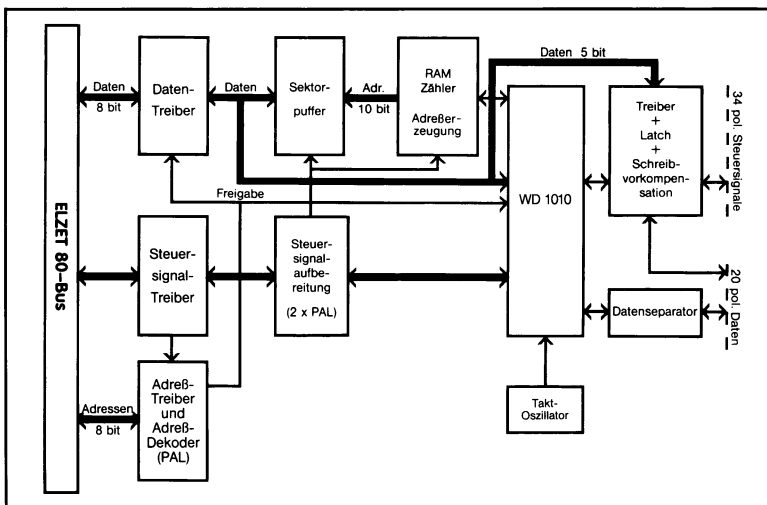 ELZET 80-Bus
Daten
8 bit
Daten-
Treiber
Daten
Sektor-
puffer
Adr.
10 bit
RAM
Zähler
Adreßer-
zeugung
Daten 5 bit
Treiber
+
Latch
+
Schreib-
vorkompen-
sation
34 pol. Steuersignale
Freigabe
WD 1010
Steuer-
signal-
Treiber
Steuer-
signal-
aufbe-
reitung
(2 x PAL)
Datenseparator
20 pol. Daten
Adressen
8 bit
Adreß-
Treiber
und
Adreß-
Dekoder
(PAL)
Takt-
Oszillator